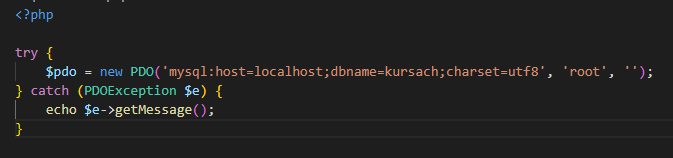 <?php
try {
$pdo = new PDO('mysql:host=localhost;dbname=kursach;charset=utf8', 'root', '');
} catch (PDOException $e) {
echo $e->getMessage();
}